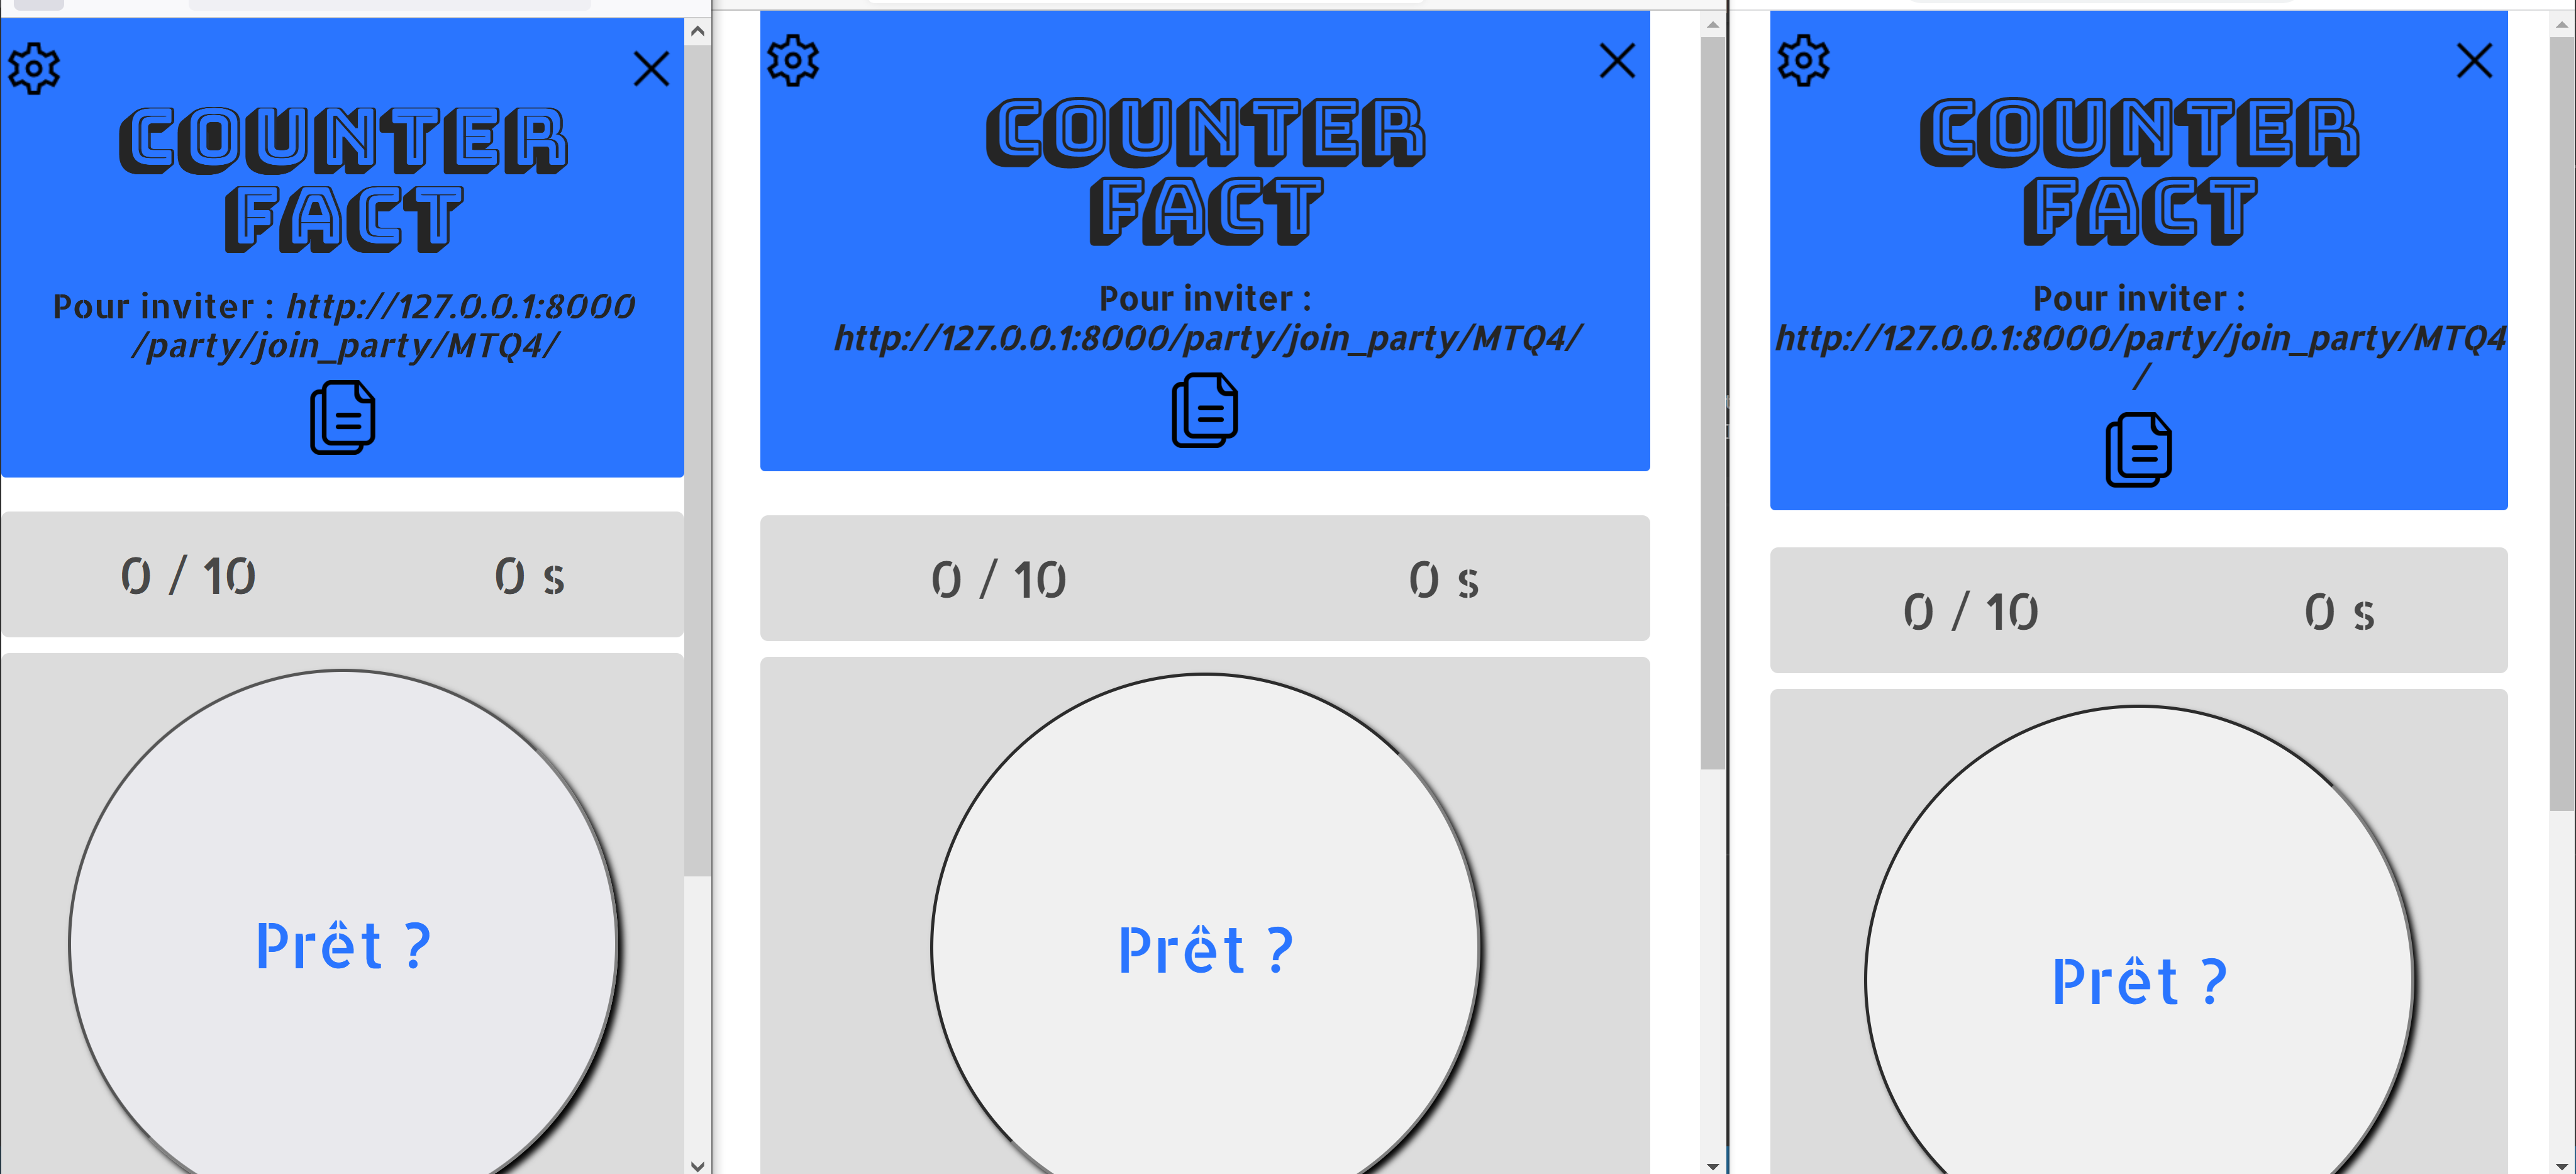 COUNTER
FACT
Pour inviter : http://127.0.0.1:8000
/party/join_party/MTQ4/
0 / 10
0 s
Prêt ?
COUNTER
FACT
Pour inviter :
http://127.0.0.1:8000/party/join_party/MTQ4/
0 / 10
0 s
Prêt ?
COUNTER
FACT
Pour inviter :
http://127.0.0.1:8000/party/join_party/MTQ4
/
0 / 10
0 s
Prêt ?